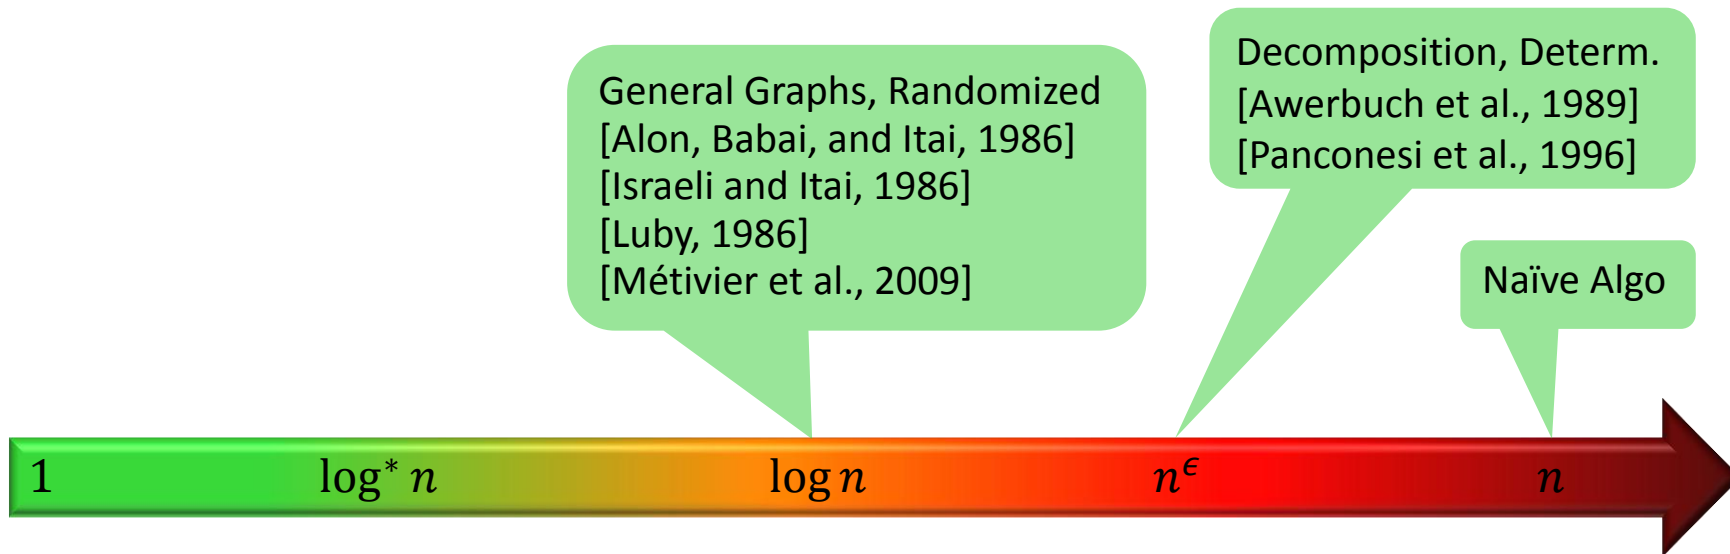 General Graphs, Randomized
[Alon, Babai, and Itai, 1986]
[Israeli and Itai, 1986]
[Luby, 1986]
[Métivier et al., 2009]
Decomposition, Determ.
[Awerbuch et al., 1989]
[Panconesi et al., 1996]
Naïve Algo
1
log* n
log n
n^ϵ
n